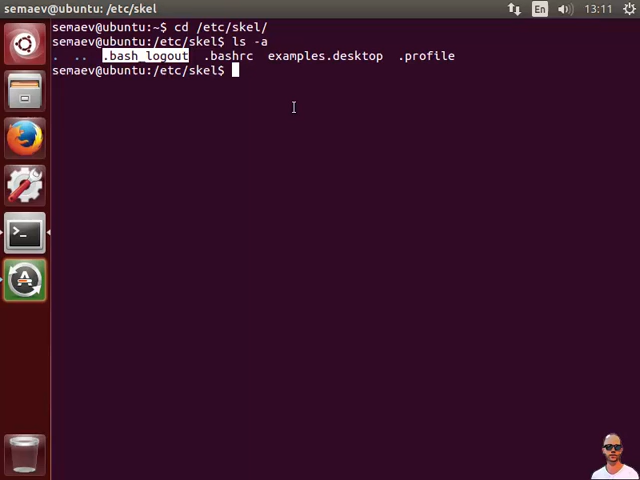 semaev@ubuntu: /etc/skel
En
13:11
semaev@ubuntu:~$ cd /etc/skel/
semaev@ubuntu:/etc/skel$ ls -a
.  ..  .bash_logout  .bashrc  examples.desktop  .profile
semaev@ubuntu:/etc/skel$
>_
A